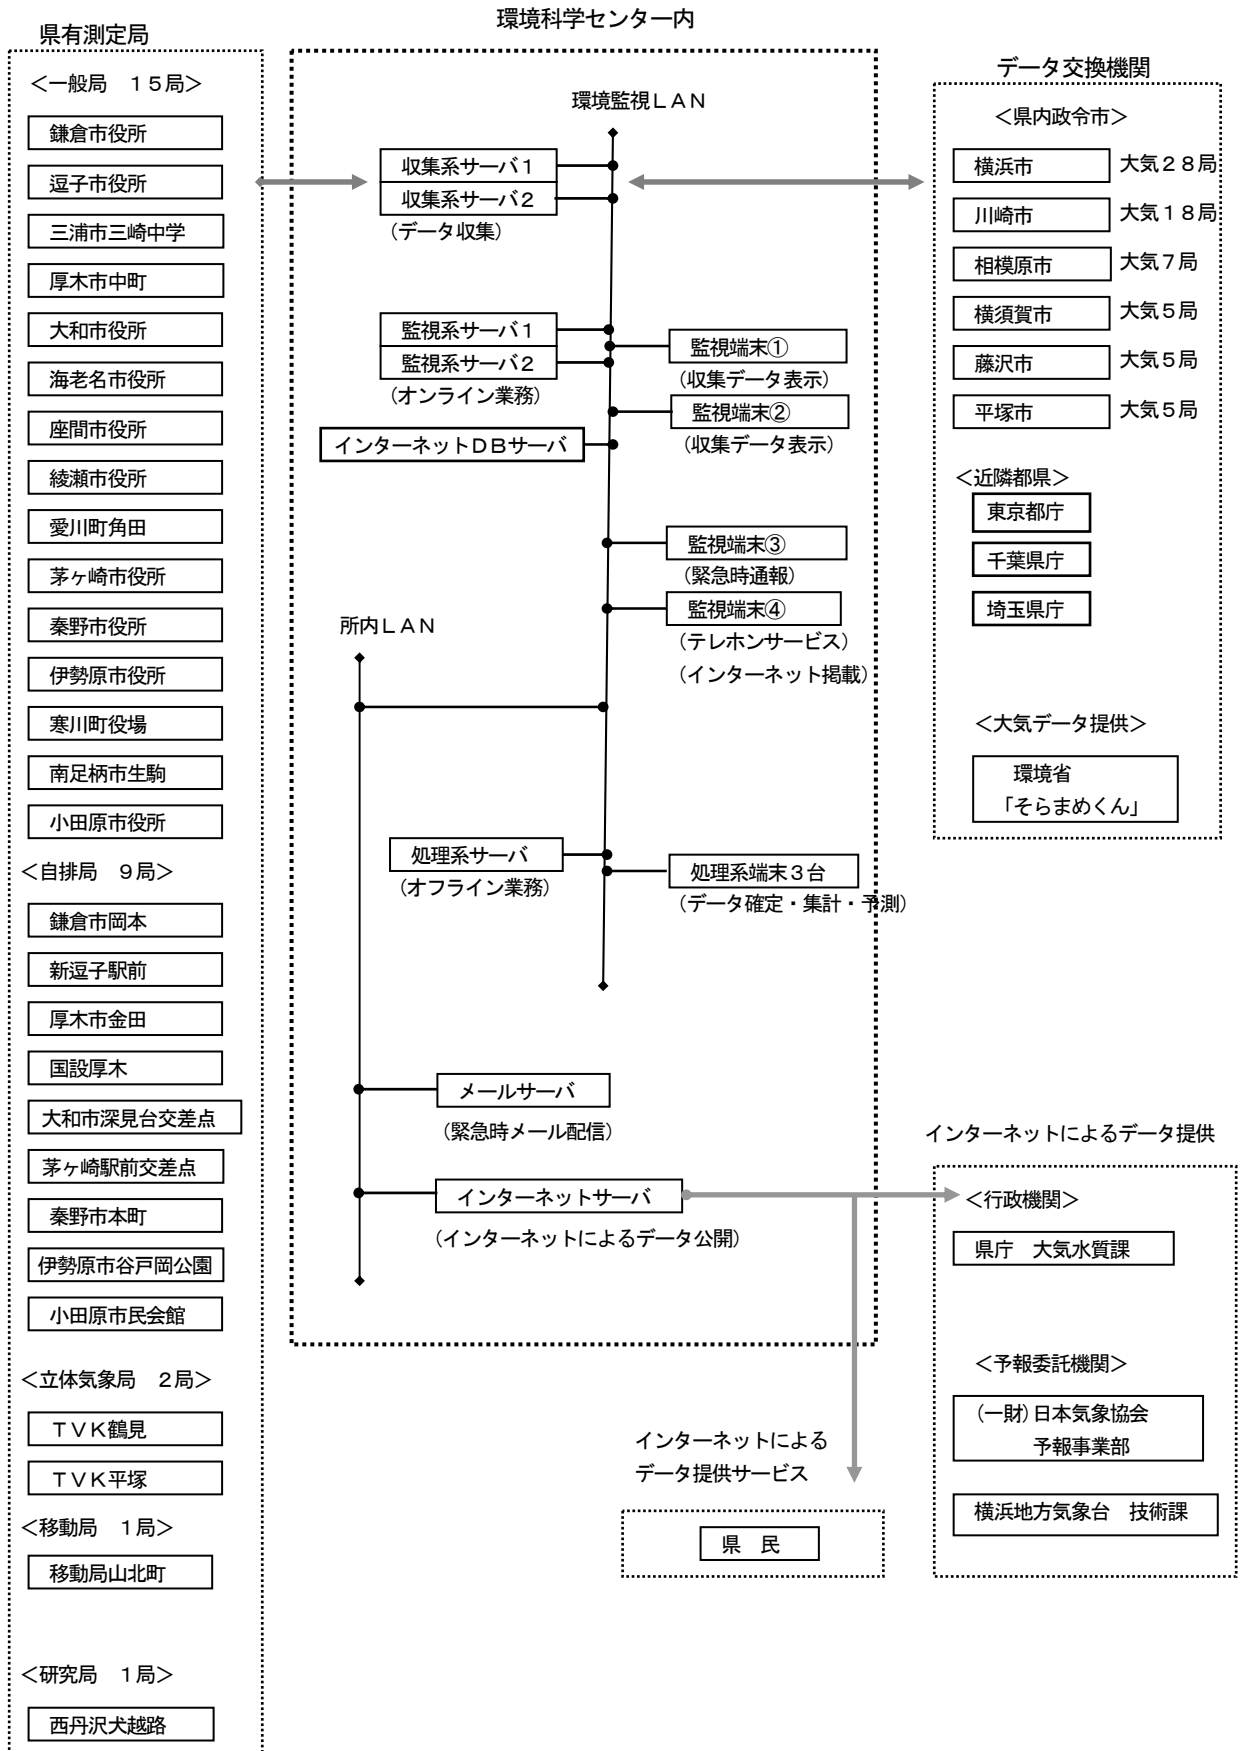 県有測定局
＜一般局　１５局＞
鎌倉市役所
逗子市役所
三浦市三崎中学
厚木市中町
大和市役所
海老名市役所
座間市役所
綾瀬市役所
愛川町角田
茅ヶ崎市役所
秦野市役所
伊勢原市役所
寒川町役場
南足柄市生駒
小田原市役所
＜自排局　９局＞
鎌倉市岡本
新逗子駅前
厚木市金田
国設厚木
大和市深見台交差点
茅ヶ崎駅前交差点
秦野市本町
伊勢原市谷戸岡公園
小田原市民会館
＜立体気象局　２局＞
ＴＶＫ鶴見
ＴＶＫ平塚
＜移動局　１局＞
移動局山北町
＜研究局　１局＞
西丹沢犬越路
環境科学センター内
環境監視ＬＡＮ
収集系サーバ１
収集系サーバ２
（データ収集）
監視系サーバ１
監視系サーバ２
（オンライン業務）
監視端末①
（収集データ表示）
監視端末②
（収集データ表示）
インターネットＤＢサーバ
監視端末③
（緊急時通報）
監視端末④
（テレホンサービス）
（インターネット掲載）
所内ＬＡＮ
処理系サーバ
（オフライン業務）
処理系端末３台
（データ確定・集計・予測）
メールサーバ
（緊急時メール配信）
インターネットサーバ
（インターネットによるデータ公開）
インターネットによる
データ提供サービス
県　民
データ交換機関
＜県内政令市＞
横浜市　大気２８局
川崎市　大気１８局
相模原市　大気７局
横須賀市　大気５局
藤沢市　大気５局
平塚市　大気５局
＜近隣都県＞
東京都庁
千葉県庁
埼玉県庁
＜大気データ提供＞
環境省
「そらまめくん」
インターネットによるデータ提供
＜行政機関＞
県庁　大気水質課
＜予報委託機関＞
（一財）日本気象協会
予報事業部
横浜地方気象台　技術課